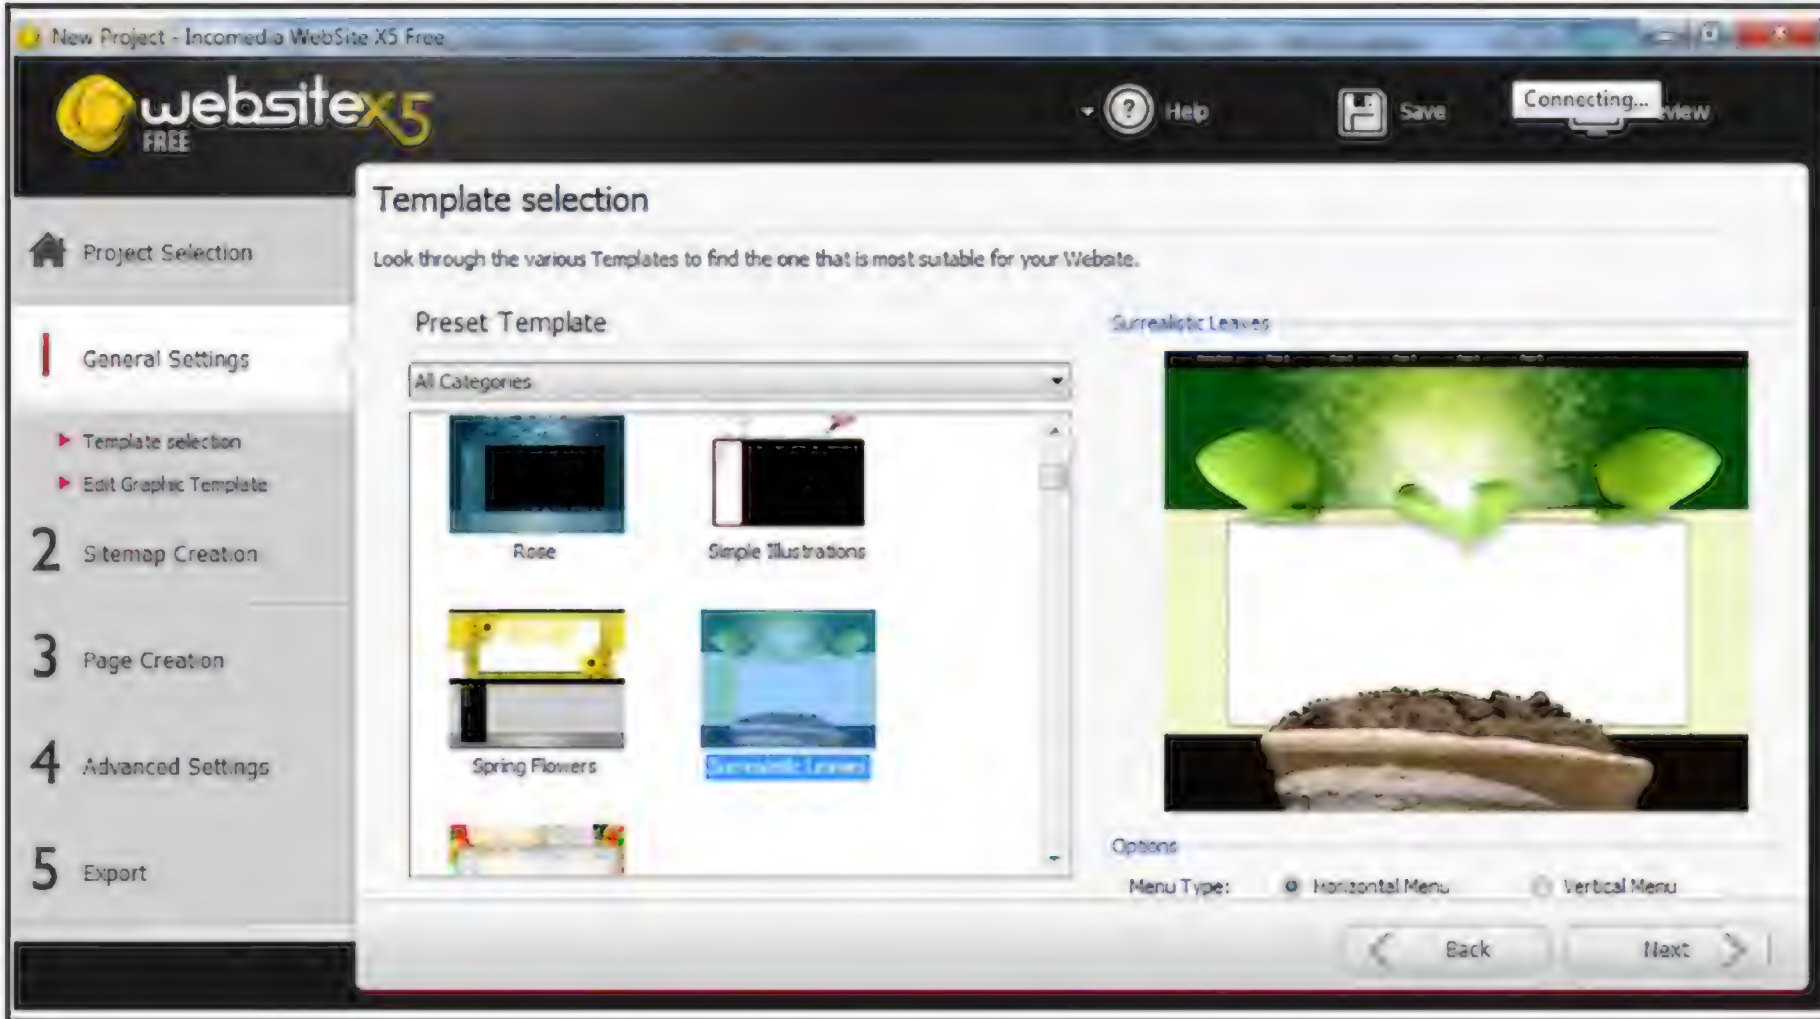 New Project - Incomedia WebSite X5 Free
websitex5
FREE
Help
Save
Connecting...
view
Template selection
Project Selection
Look through the various Templates to find the one that is most suitable for your Website.
Preset Template
Surrealistic Leaves
General Settings
All Categories
Template selection
Edit Graphic Template
Rose
Simple Illustrations
2 Sitemap Creation
3 Page Creation
Spring Flowers
Surrealistic Leaves
4 Advanced Settings
5 Export
Options
Menu Type:
Horizontal Menu
Vertical Menu
Back
Next